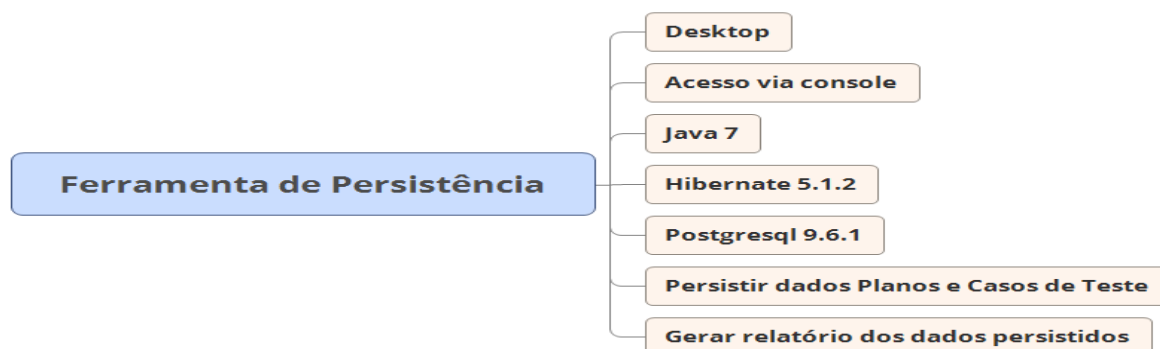 Ferramenta de Persistência
Desktop
Acesso via console
Java 7
Hibernate 5.1.2
Postgresql 9.6.1
Persistir dados Planos e Casos de Teste
Gerar relatório dos dados persistidos